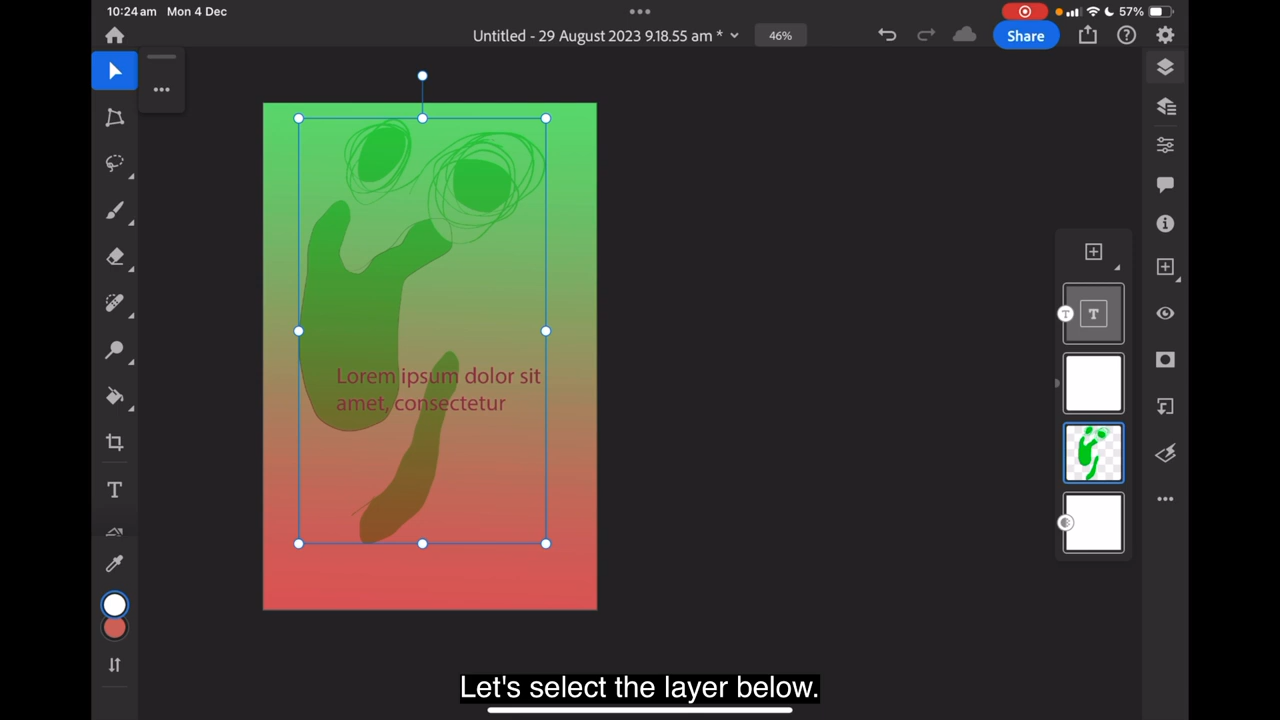 10:24 am Mon 4 Dec
57%
Untitled - 29 August 2023 9.18.55 am *
46%
Share
T
T
T
Lorem ipsum dolor sit
amet, consectetur
Let's select the layer below.